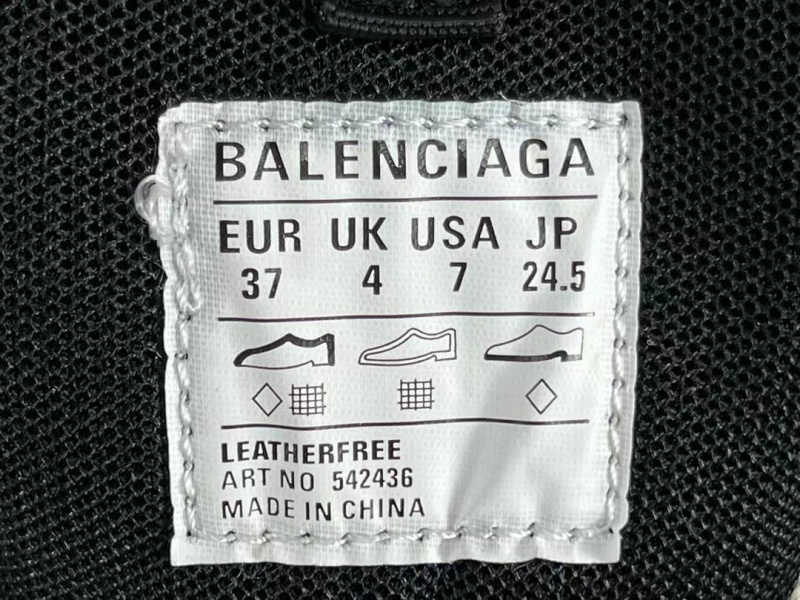 BALENCIAGA
EUR UK USA JP
37 4 7 24.5
LEATHERFREE
ART NO 542436
MADE IN CHINA